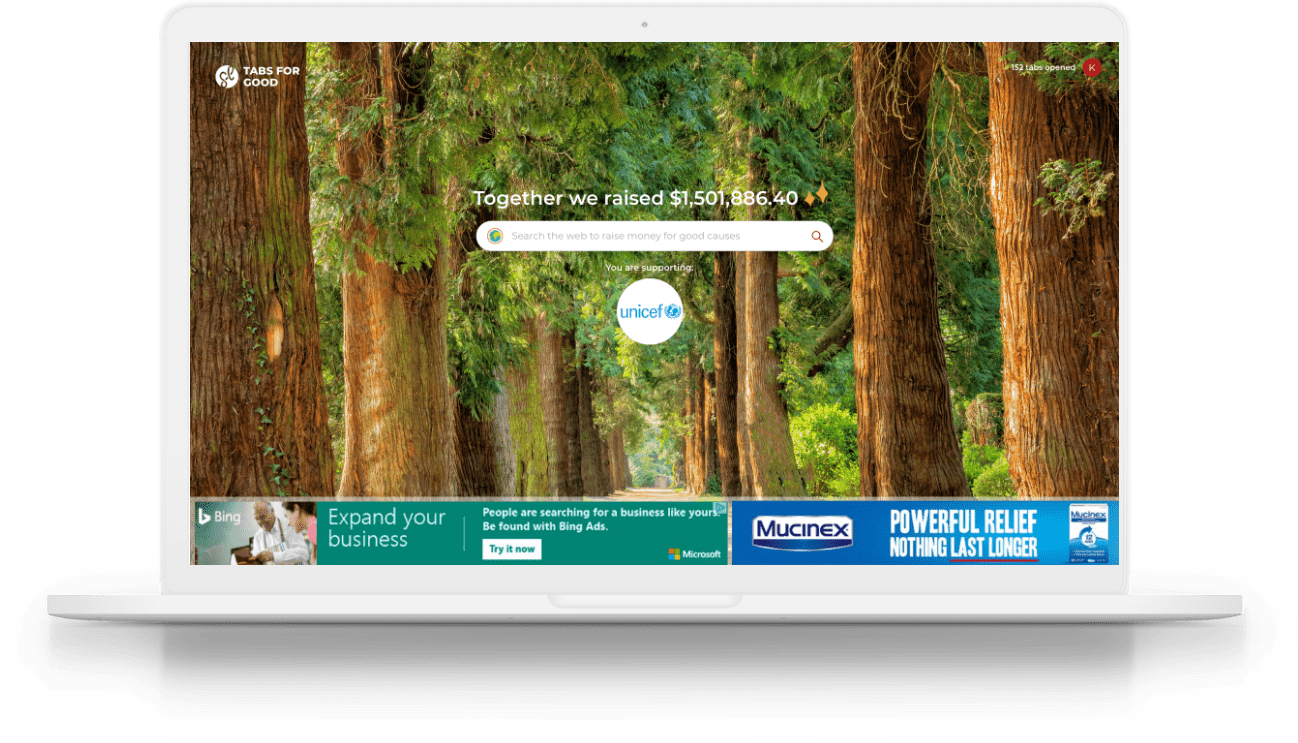 TABS FOR
GOOD
152 tabs opened
K
Together we raised $1,501,886.40
Search the web to raise money for good causes
You are supporting:
unicef
Bing
Expand your
business
People are searching for a business like yours.
Be found with Bing Ads.
Try it now
Microsoft
Mucinex
POWERFUL RELIEF
NOTHING LAST LONGER
Mucinex
12